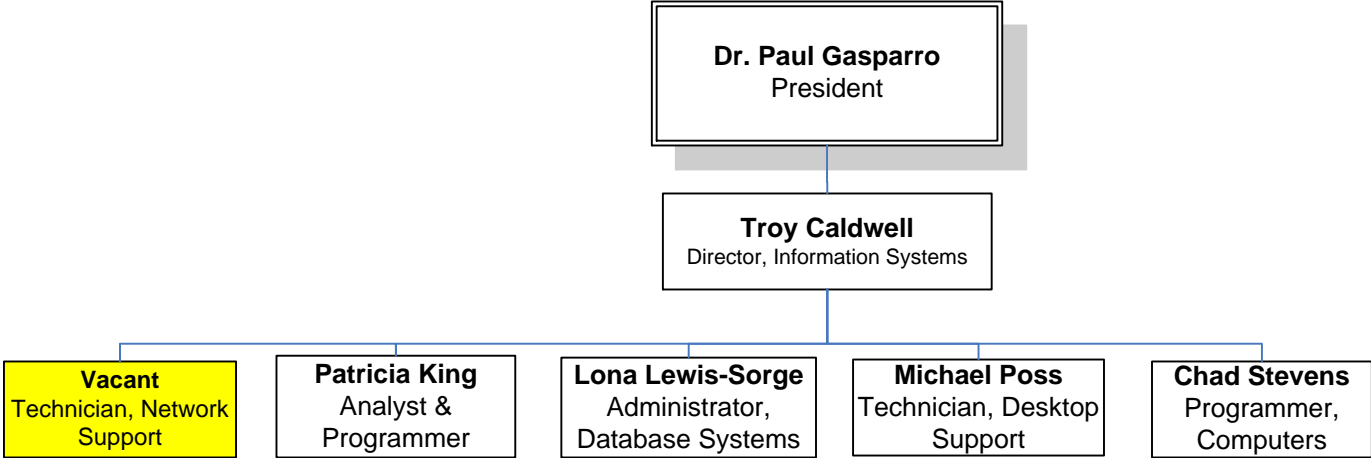 Dr. Paul Gasparro
President
Troy Caldwell
Director, Information Systems
Vacant
Technician, Network
Support
Patricia King
Analyst &
Programmer
Lona Lewis-Sorge
Administrator,
Database Systems
Michael Poss
Technician, Desktop
Support
Chad Stevens
Programmer,
Computers